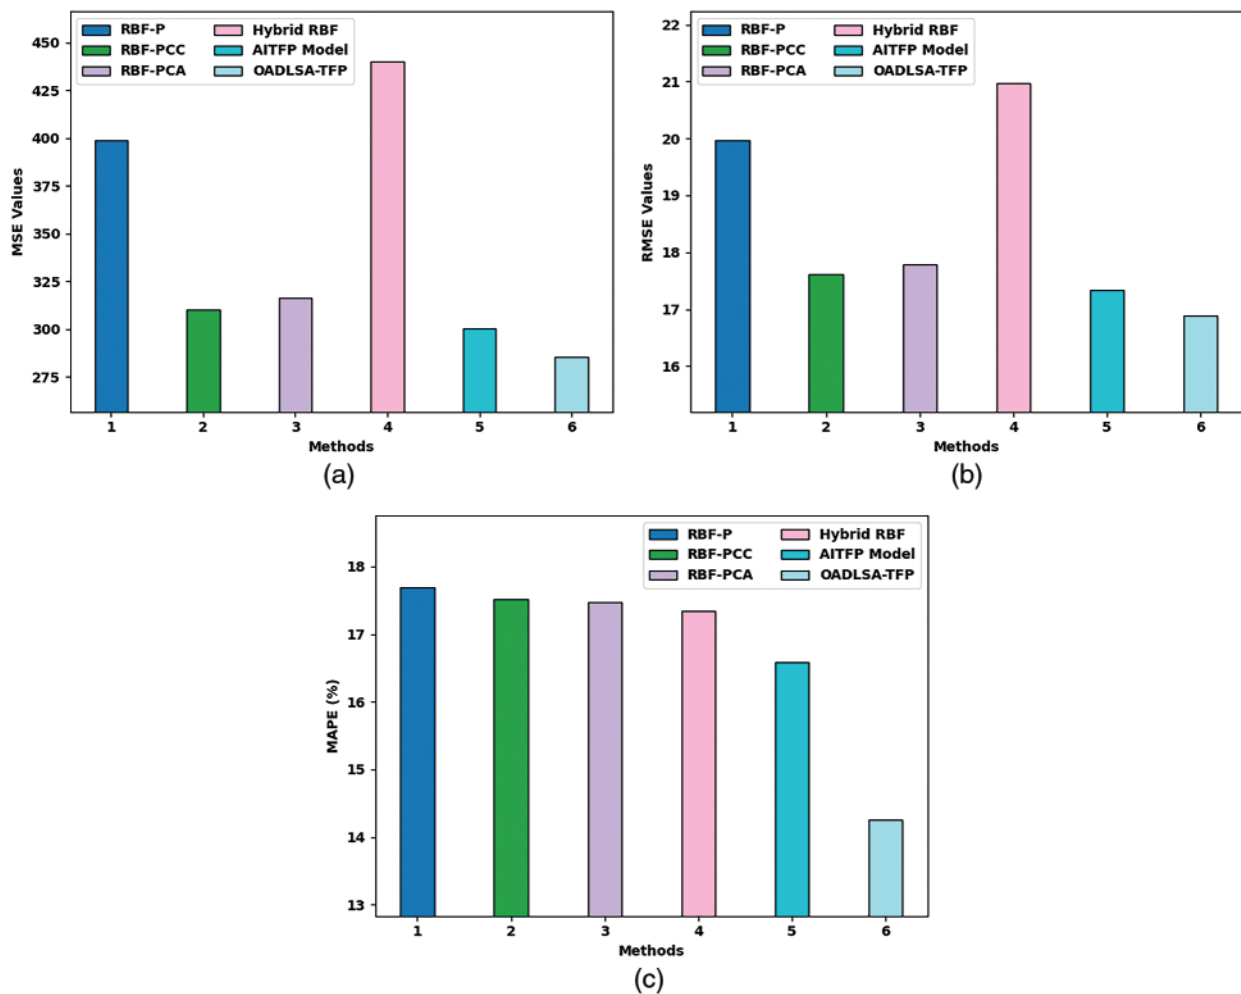 RBF-P
RBF-PCC
RBF-PCA
Hybrid RBF
AITFP Model
OADLSA-TFP
450
425
400
375
350
325
300
275
MSE Values
1 2 3 4 5 6
Methods
(a)
RBF-P
RBF-PCC
RBF-PCA
Hybrid RBF
AITFP Model
OADLSA-TFP
22
21
20
19
18
17
16
RMSE Values
1 2 3 4 5 6
Methods
(b)
RBF-P
RBF-PCC
RBF-PCA
Hybrid RBF
AITFP Model
OADLSA-TFP
18
17
16
15
14
13
MAPE (%)
1 2 3 4 5 6
Methods
(c)